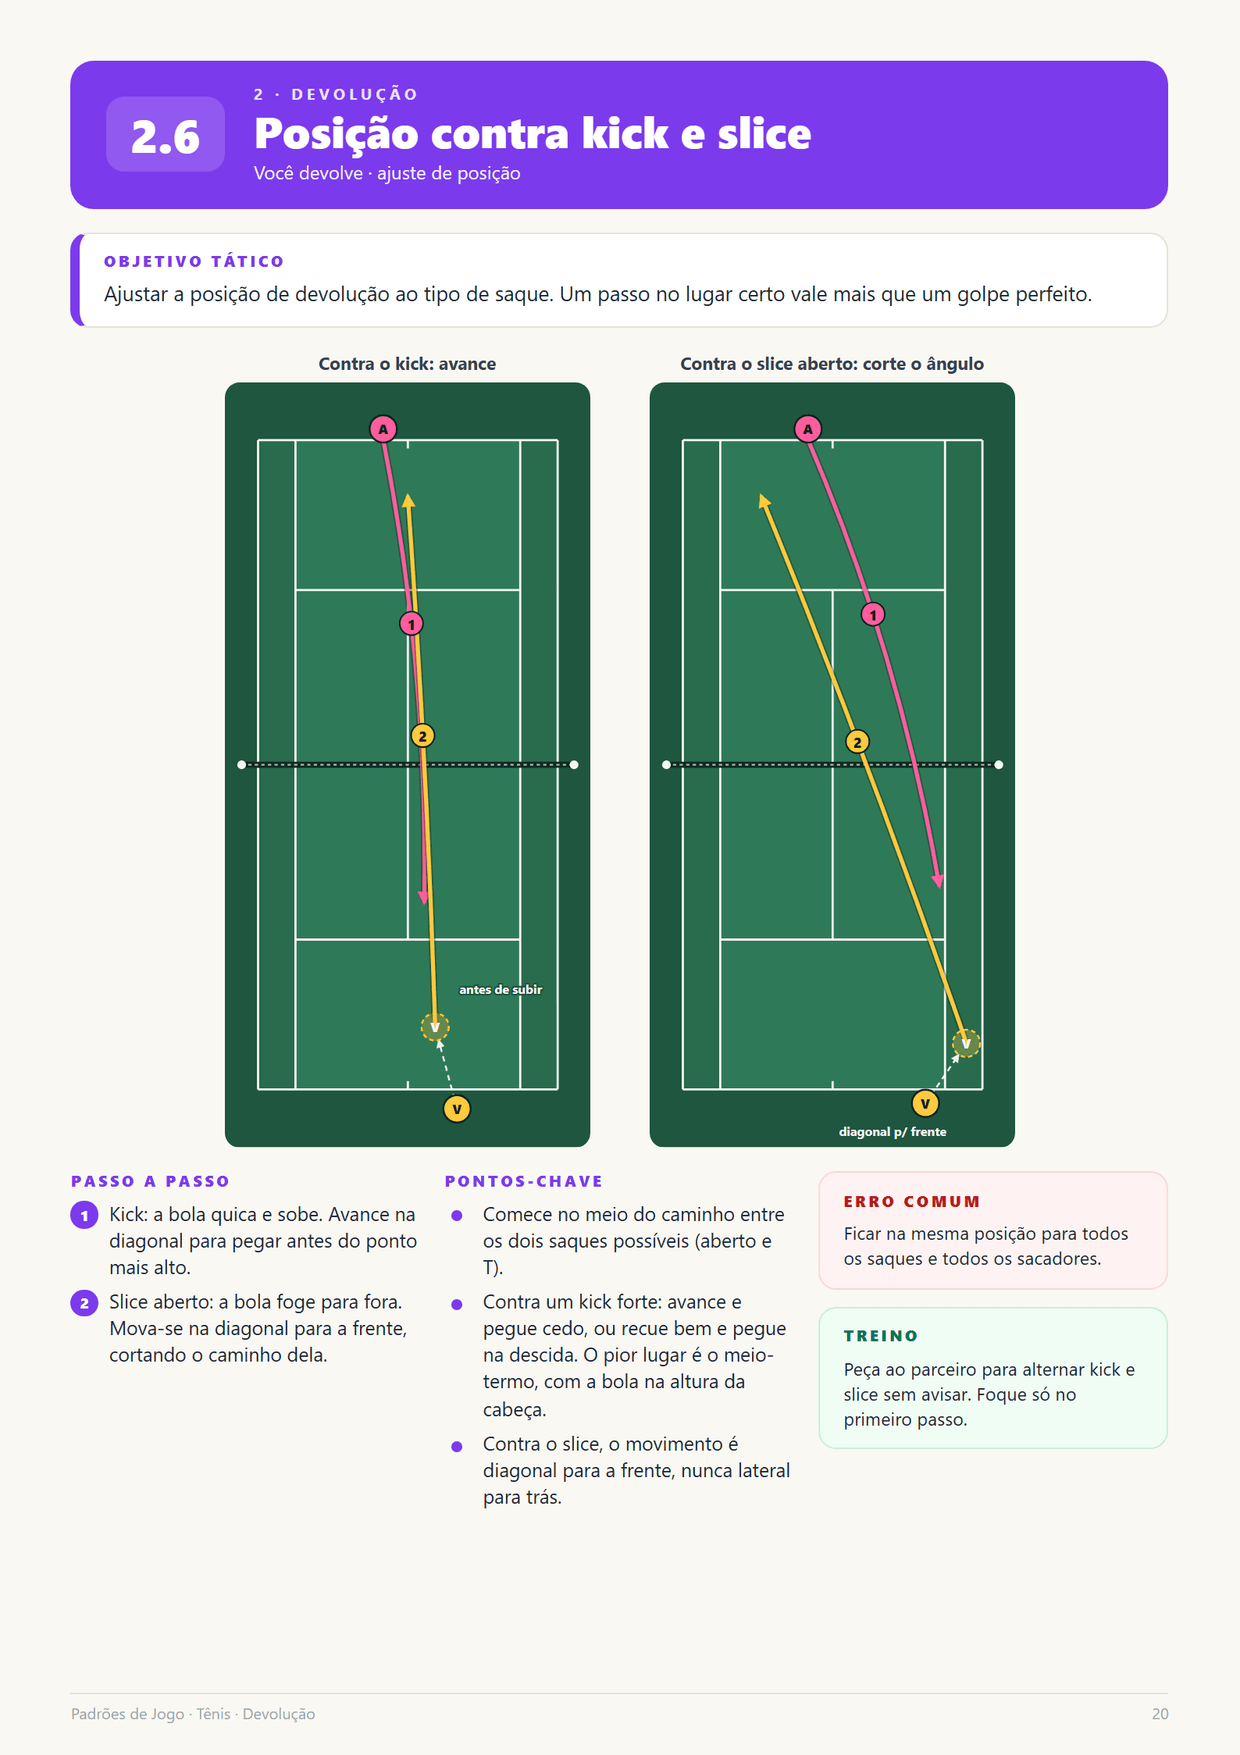 2 · DEVOLUÇÃO
2.6
Posição contra kick e slice
Você devolve · ajuste de posição
OBJETIVO TÁTICO
Ajustar a posição de devolução ao tipo de saque. Um passo no lugar certo vale mais que um golpe perfeito.
Contra o kick: avance
A
1
2
antes de subir
V
V
Contra o slice aberto: corte o ângulo
A
1
2
V
V
diagonal p/ frente
PASSO A PASSO
1 Kick: a bola quica e sobe. Avance na
diagonal para pegar antes do ponto
mais alto.
2 Slice aberto: a bola foge para fora.
Mova-se na diagonal para a frente,
cortando o caminho dela.
PONTOS-CHAVE
Comece no meio do caminho entre
os dois saques possíveis (aberto e
T).
Contra um kick forte: avance e
pegue cedo, ou recue bem e pegue
na descida. O pior lugar é o meio-
termo, com a bola na altura da
cabeça.
Contra o slice, o movimento é
diagonal para a frente, nunca lateral
para trás.
ERRO COMUM
Ficar na mesma posição para todos
os saques e todos os sacadores.
TREINO
Peça ao parceiro para alternar kick e
slice sem avisar. Foque só no
primeiro passo.
Padrões de Jogo · Tênis · Devolução
20